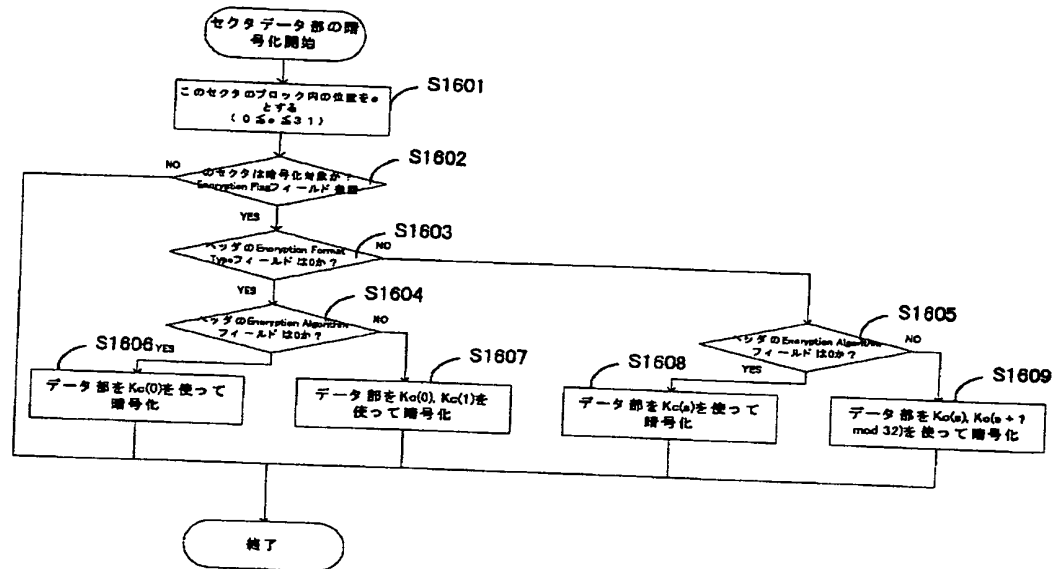 セクタデータ部の暗
号化開始
S1601
このセクタのブロック内の位置をs
とする
(0≦s≦31)
S1602
NO
のセクタは暗号化対象か?
Encryption Flagフィールド参照
YES
S1603
ヘッダのEncryption Format
Typeフィールドは0か?
NO
YES
S1604
ヘッダのEncryption Algorithm
フィールドは0か?
NO
S1605
ヘッダのEncryption Algorithm
フィールドは0か?
NO
YES
S1606
YES
データ部をKc(0)を使って
暗号化
S1607
データ部をKc(0), Kc(1)を
使って暗号化
S1608
データ部をKc(s)を使って
暗号化
S1609
データ部をKc(s), Kc(s + 1
mod 32)を使って暗号化
終了